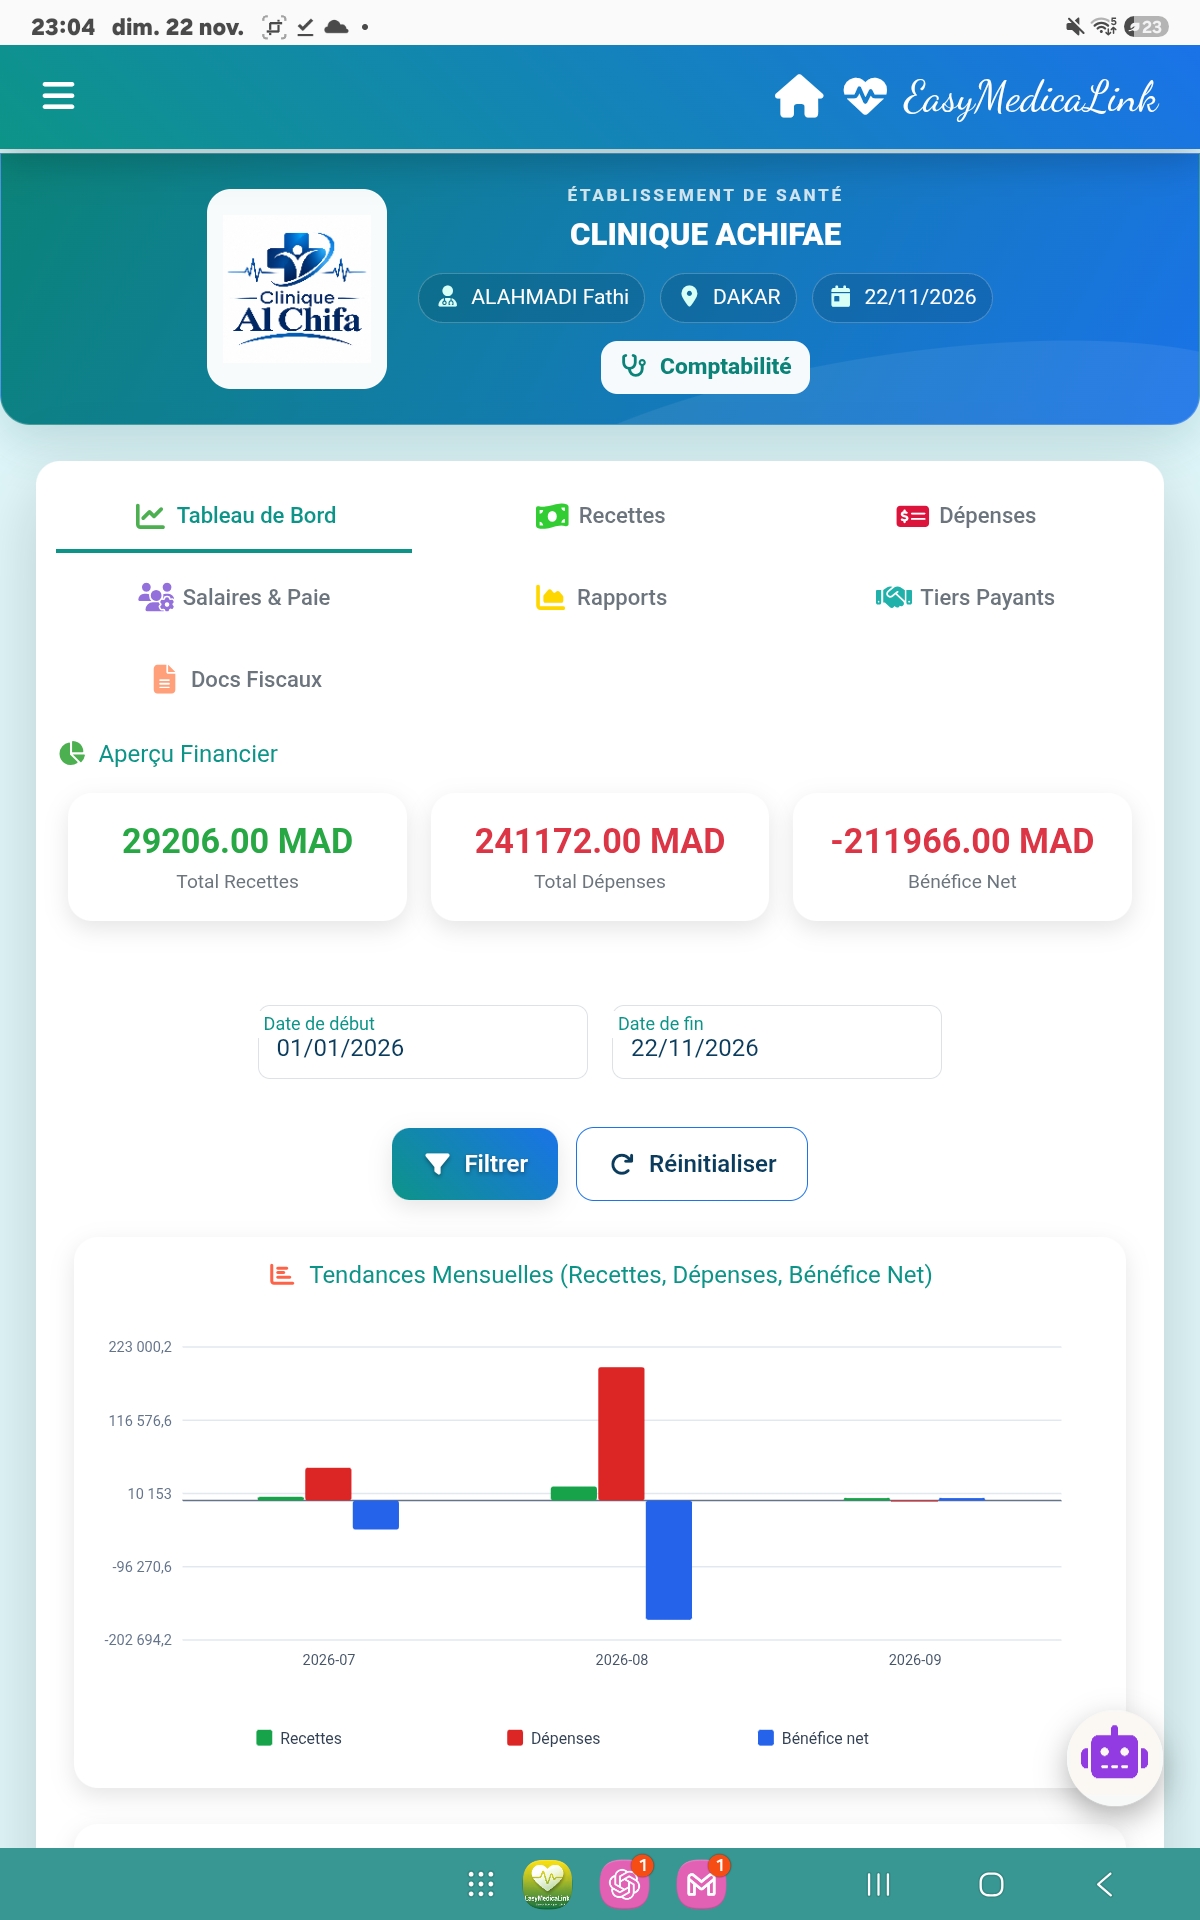 23:04 dim. 22 nov.
23
EasyMedicaLink
ÉTABLISSEMENT DE SANTÉ
CLINIQUE ACHIFAE
Clinique
Al Chifa
ALAHMADI Fathi
DAKAR
22/11/2026
Comptabilité
Tableau de Bord
Recettes
Dépenses
Salaires & Paie
Rapports
Tiers Payants
Docs Fiscaux
Aperçu Financier
29206.00 MAD
Total Recettes
241172.00 MAD
Total Dépenses
-211966.00 MAD
Bénéfice Net
Date de début
01/01/2026
Date de fin
22/11/2026
Filtrer
Réinitialiser
Tendances Mensuelles (Recettes, Dépenses, Bénéfice Net)
223 000,2
116 576,6
10 153
-96 270,6
-202 694,2
2026-07
2026-08
2026-09
Recettes
Dépenses
Bénéfice net
EasyMedicaLink
1
1